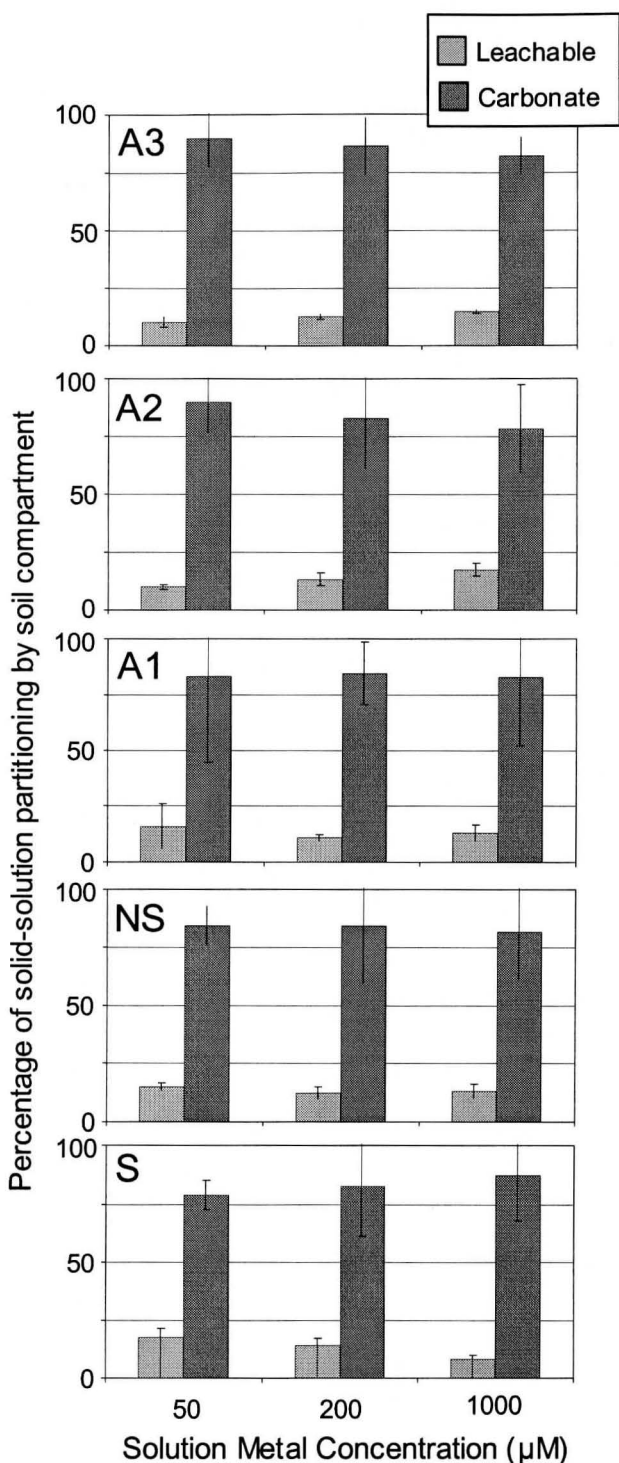 Leachable
Carbonate
Percentage of solid-solution partitioning by soil compartment
A3
100
50
0
A2
100
50
0
A1
100
50
0
NS
100
50
0
S
100
50
0
50 200 1000
Solution Metal Concentration (µM)